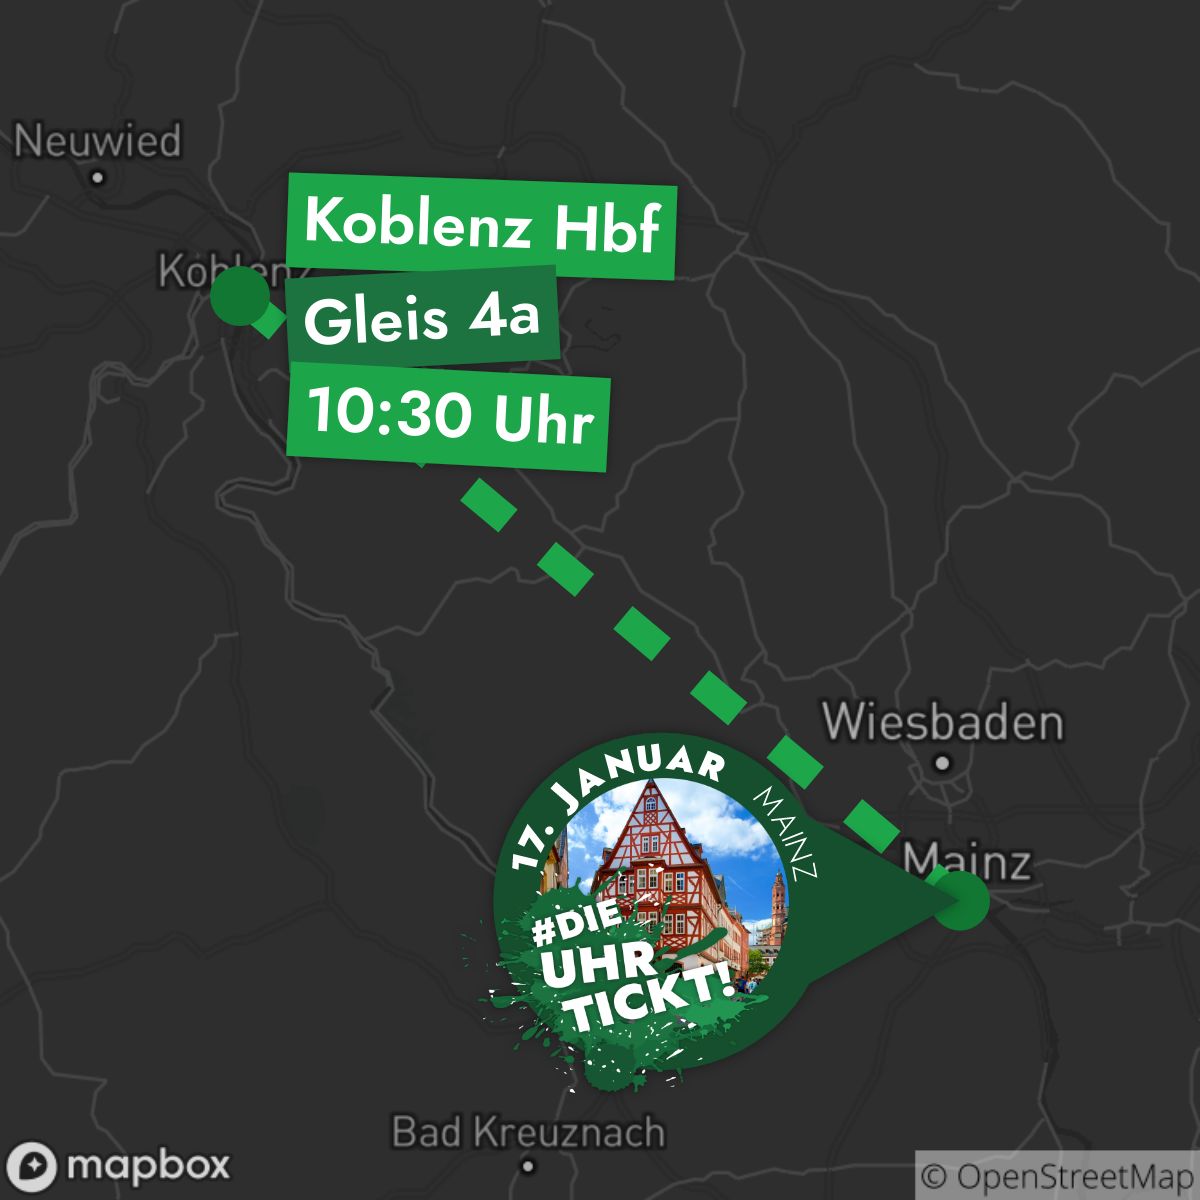 Neuwied
Koblenz
Koblenz Hbf
Gleis 4a
10:30 Uhr
Wiesbaden
17. JANUAR
MAINZ
Mainz
#DIE
UHR
TICKT!
Bad Kreuznach
mapbox
© OpenStreetMap